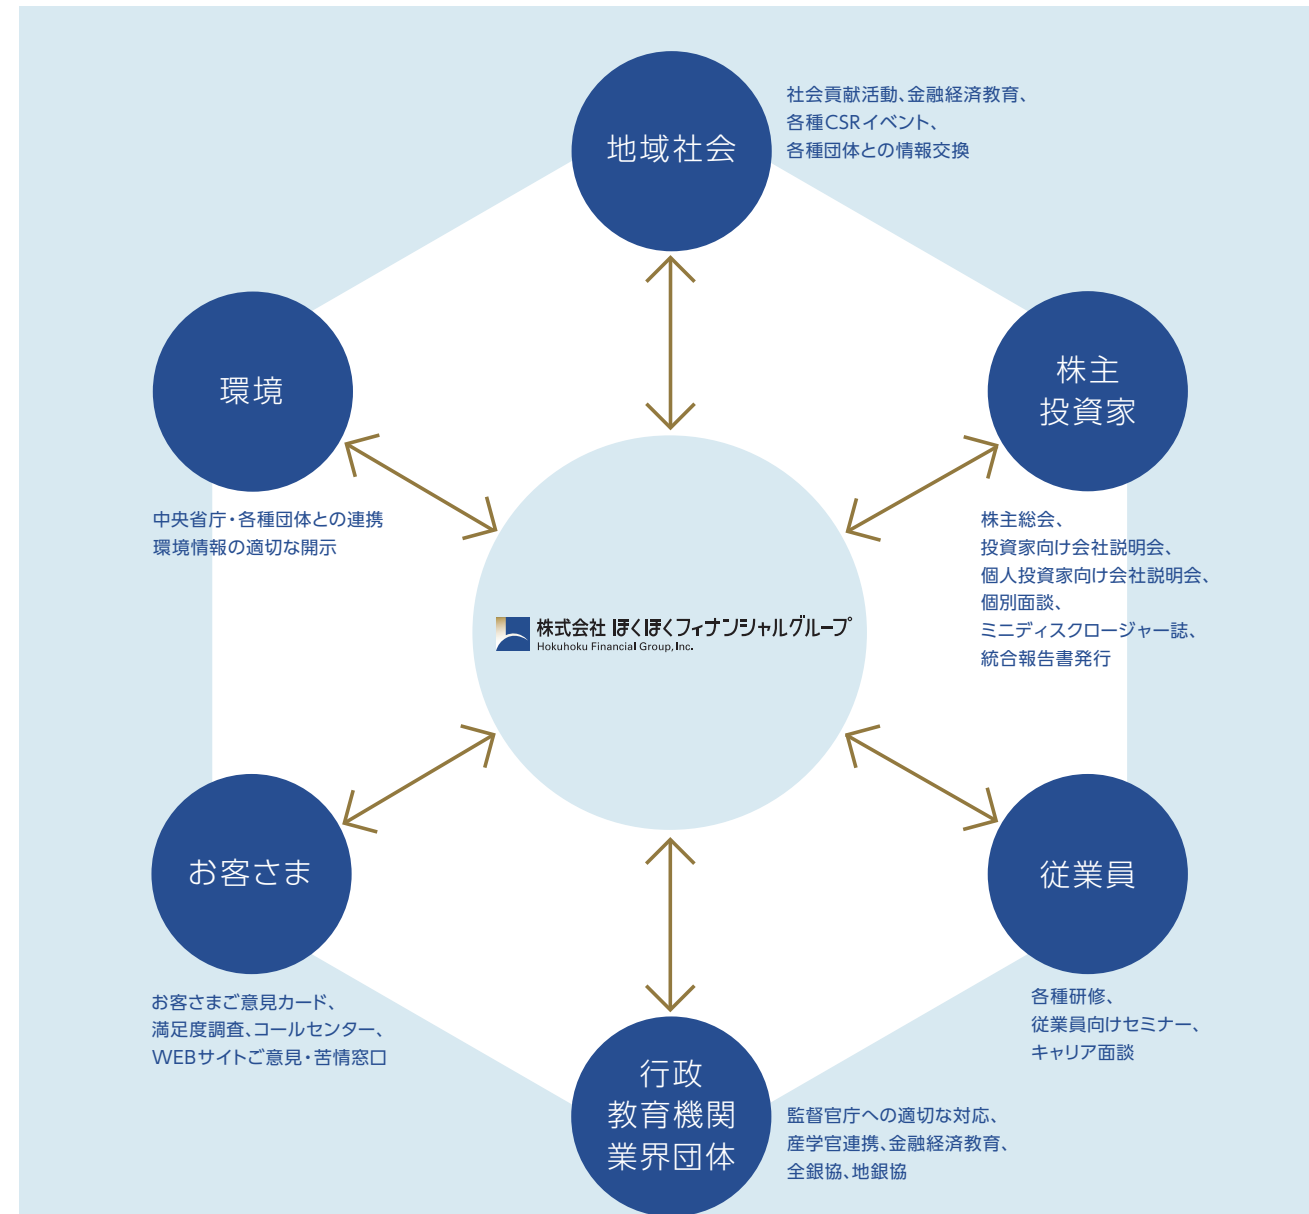 地域社会
社会貢献活動、金融経済教育、
各種CSRイベント、
各種団体との情報交換
環境
中央省庁・各種団体との連携
環境情報の適切な開示
株主
投資家
株主総会、
投資家向け会社説明会、
個人投資家向け会社説明会、
個別面談、
ミニディスクロージャー誌、
統合報告書発行
株式会社 ほくほくフィナンシャルグループ
Hokuhoku Financial Group, Inc.
お客さま
お客さまご意見カード、
満足度調査、コールセンター、
WEBサイトご意見・苦情窓口
従業員
各種研修、
従業員向けセミナー、
キャリア面談
行政
教育機関
業界団体
監督官庁への適切な対応、
産学官連携、金融経済教育、
全銀協、地銀協